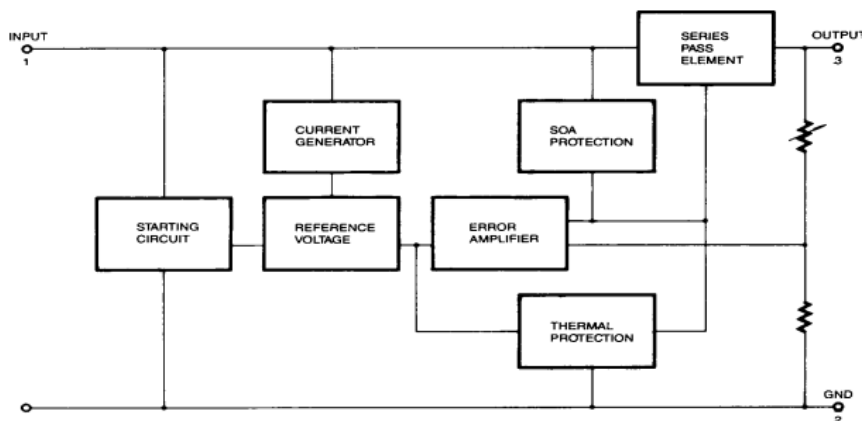 INPUT
1
SERIES
PASS
ELEMENT
OUTPUT
3
CURRENT
GENERATOR
SOA
PROTECTION
STARTING
CIRCUIT
REFERENCE
VOLTAGE
ERROR
AMPLIFIER
THERMAL
PROTECTION
GND
2